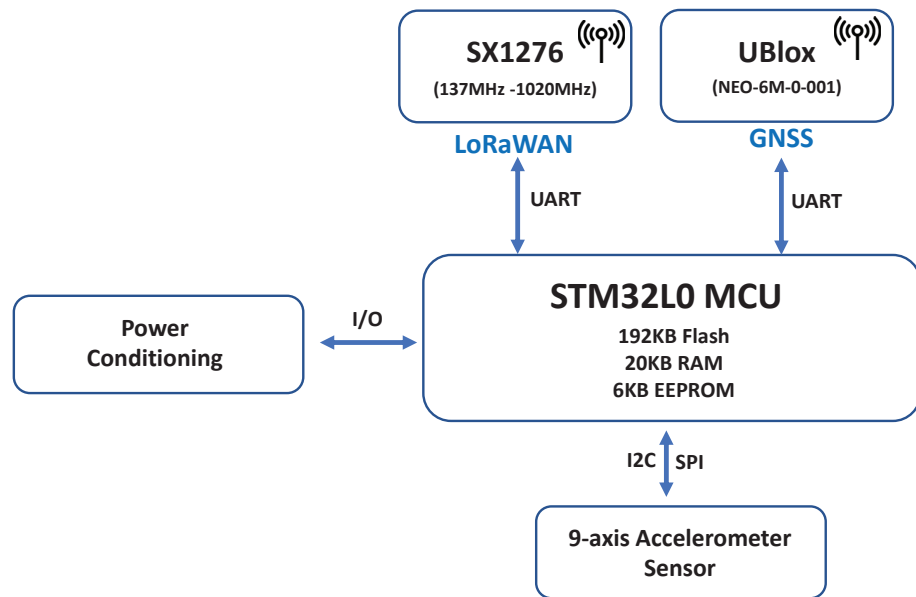 SX1276
(137MHz -1020MHz)
LoRaWAN
UBlox
(NEO-6M-0-001)
GNSS
UART
UART
STM32L0 MCU
192KB Flash
20KB RAM
6KB EEPROM
Power
Conditioning
I/O
I2C
SPI
9-axis Accelerometer
Sensor